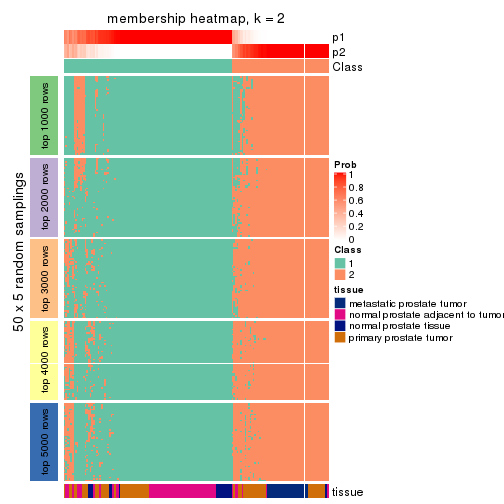 membership heatmap, k = 2
p1
p2
Class
50 x 5 random samplings
top 1000 rows
top 2000 rows
top 3000 rows
top 4000 rows
top 5000 rows
Prob
1
0.8
0.6
0.4
0.2
0
Class
1
2
tissue
metastatic prostate tumor
normal prostate adjacent to tumor
normal prostate tissue
primary prostate tumor
tissue